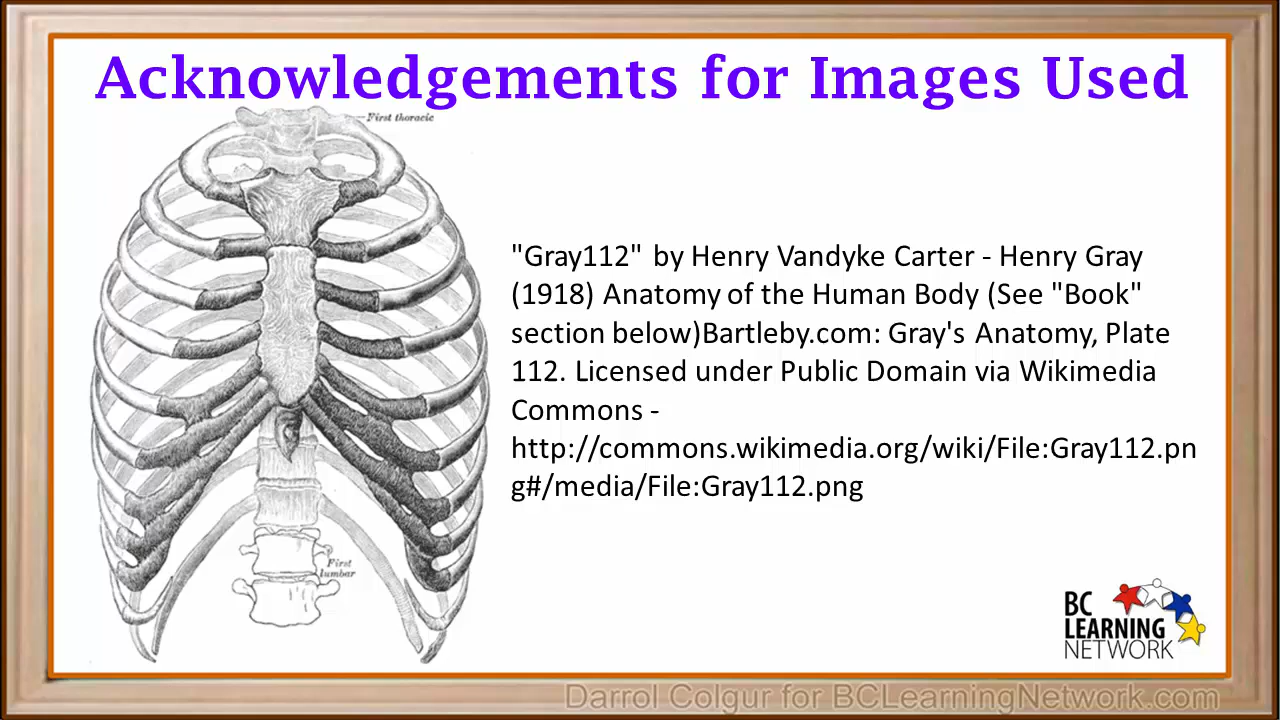 Acknowledgements for Images Used
First thoracic
"Gray112" by Henry Vandyke Carter - Henry Gray
(1918) Anatomy of the Human Body (See "Book"
section below)Bartleby.com: Gray's Anatomy, Plate
112. Licensed under Public Domain via Wikimedia
Commons -
http://commons.wikimedia.org/wiki/File:Gray112.pn
g#/media/File:Gray112.png
First
lumbar
BC
LEARNING
NETWORK
Darrol Colgur for BCLearningNetwork.com